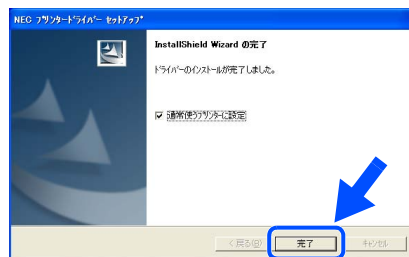 NEC プリンタードライバー セットアップ
InstallShield Wizard の完了
ドライバーのインストールが完了しました。
通常使うプリンターに設定
< 戻る(B)
完了
キャンセル